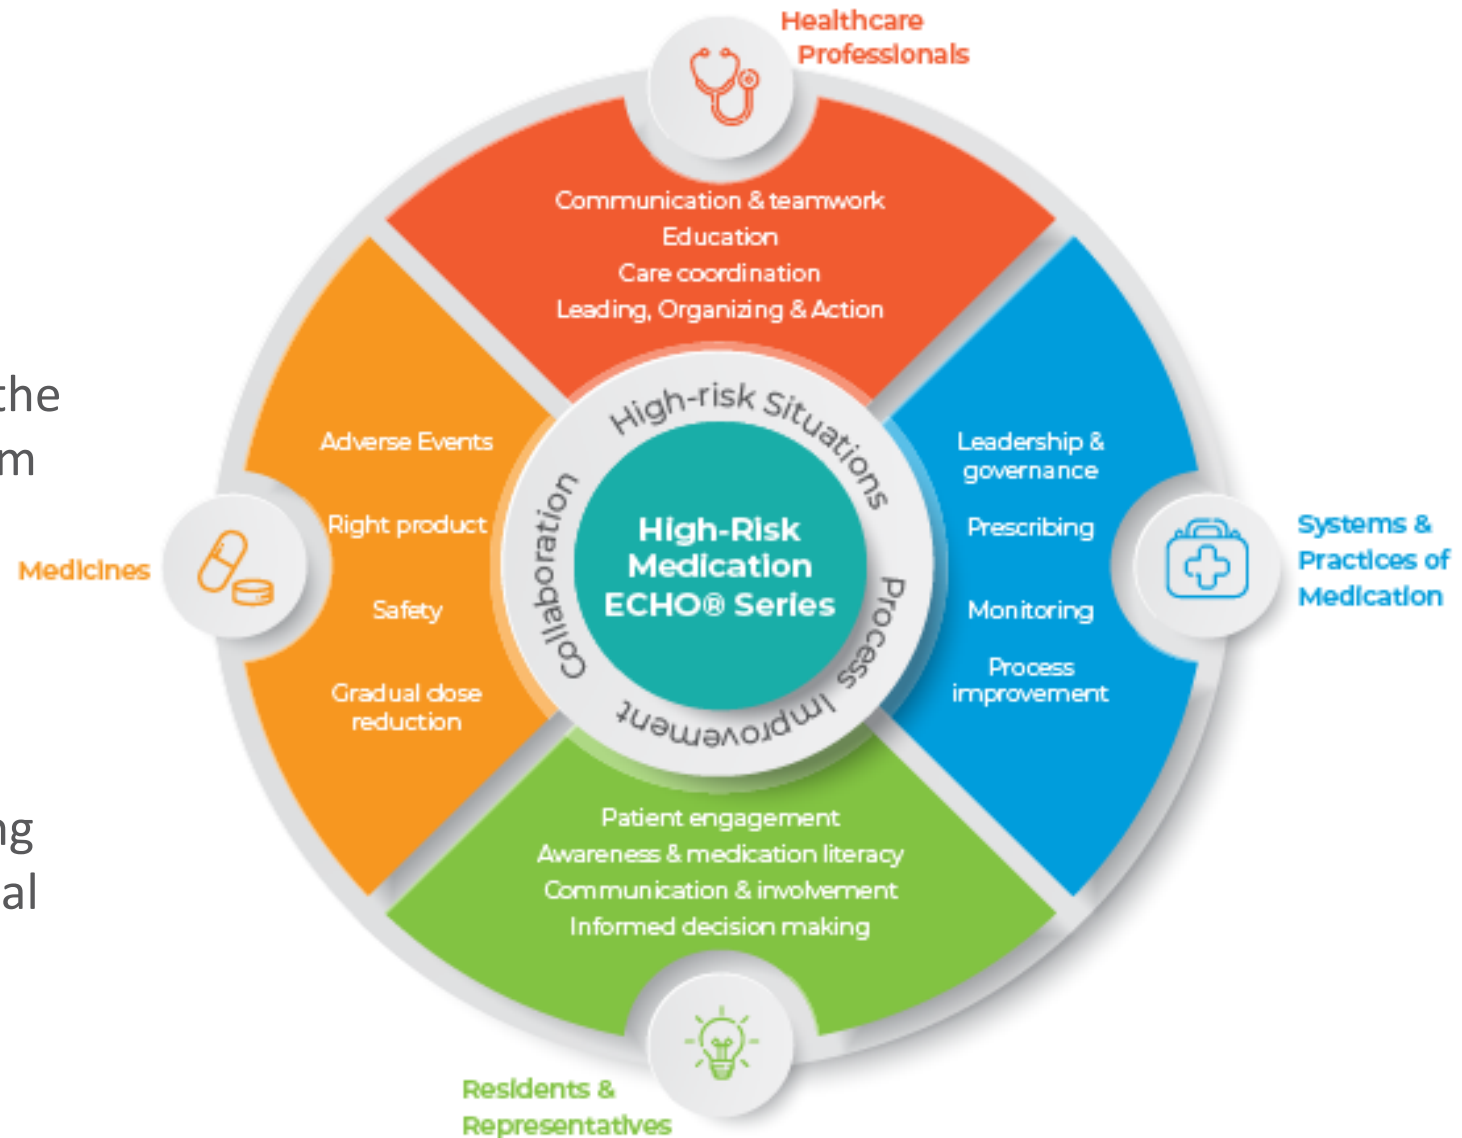 Healthcare
Professionals
Communication & teamwork
Education
Care coordination
Leading, Organizing & Action
the
m
ng
al
Medicines
Adverse Events
Right product
Safety
Gradual dose
reduction
High-risk Situations
Process Improvement
Collaboration
High-Risk
Medication
ECHO® Series
Leadership &
governance
Prescribing
Monitoring
Process
improvement
Systems &
Practices of
Medication
Patient engagement
Awareness & medication literacy
Communication & involvement
Informed decision making
Residents &
Representatives